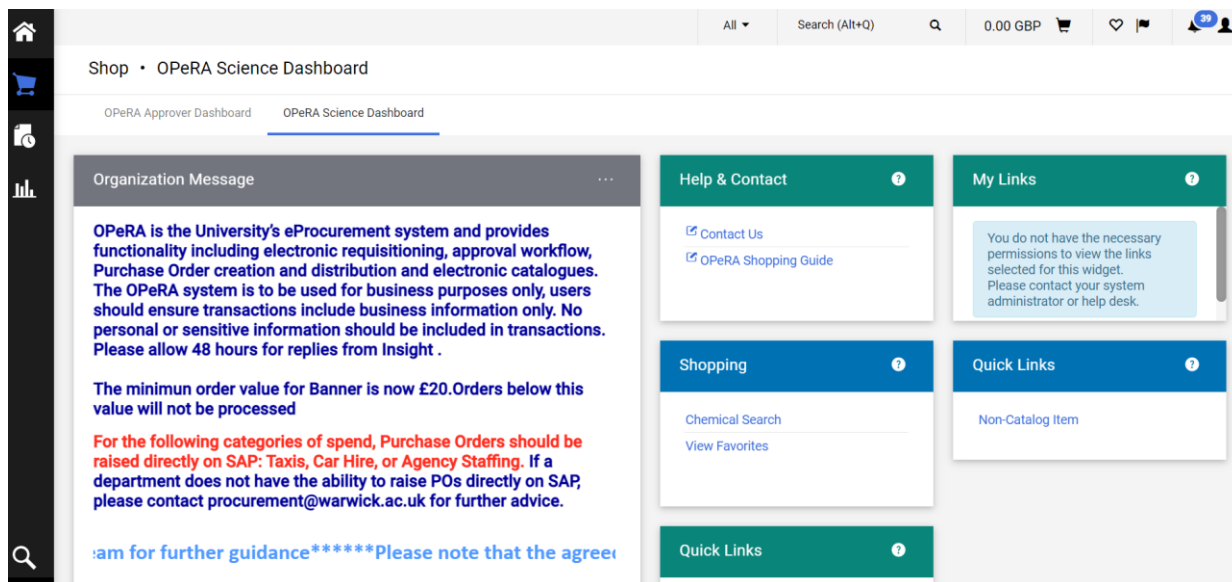 All
Search (Alt+Q)
0.00 GBP
39
Shop • OPeRA Science Dashboard
OPeRA Approver Dashboard
OPeRA Science Dashboard
Organization Message
OPeRA is the University's eProcurement system and provides
functionality including electronic requisitioning, approval workflow,
Purchase Order creation and distribution and electronic catalogues.
The OPeRA system is to be used for business purposes only, users
should ensure transactions include business information only. No
personal or sensitive information should be included in transactions.
Please allow 48 hours for replies from Insight .
The minimun order value for Banner is now £20.Orders below this
value will not be processed
For the following categories of spend, Purchase Orders should be
raised directly on SAP: Taxis, Car Hire, or Agency Staffing. If a
department does not have the ability to raise POs directly on SAP,
please contact procurement@warwick.ac.uk for further advice.
eam for further guidance******Please note that the agreed
Help & Contact
Contact Us
OPeRA Shopping Guide
My Links
You do not have the necessary
permissions to view the links
selected for this widget.
Please contact your system
administrator or help desk.
Shopping
Chemical Search
View Favorites
Quick Links
Non-Catalog Item
Quick Links